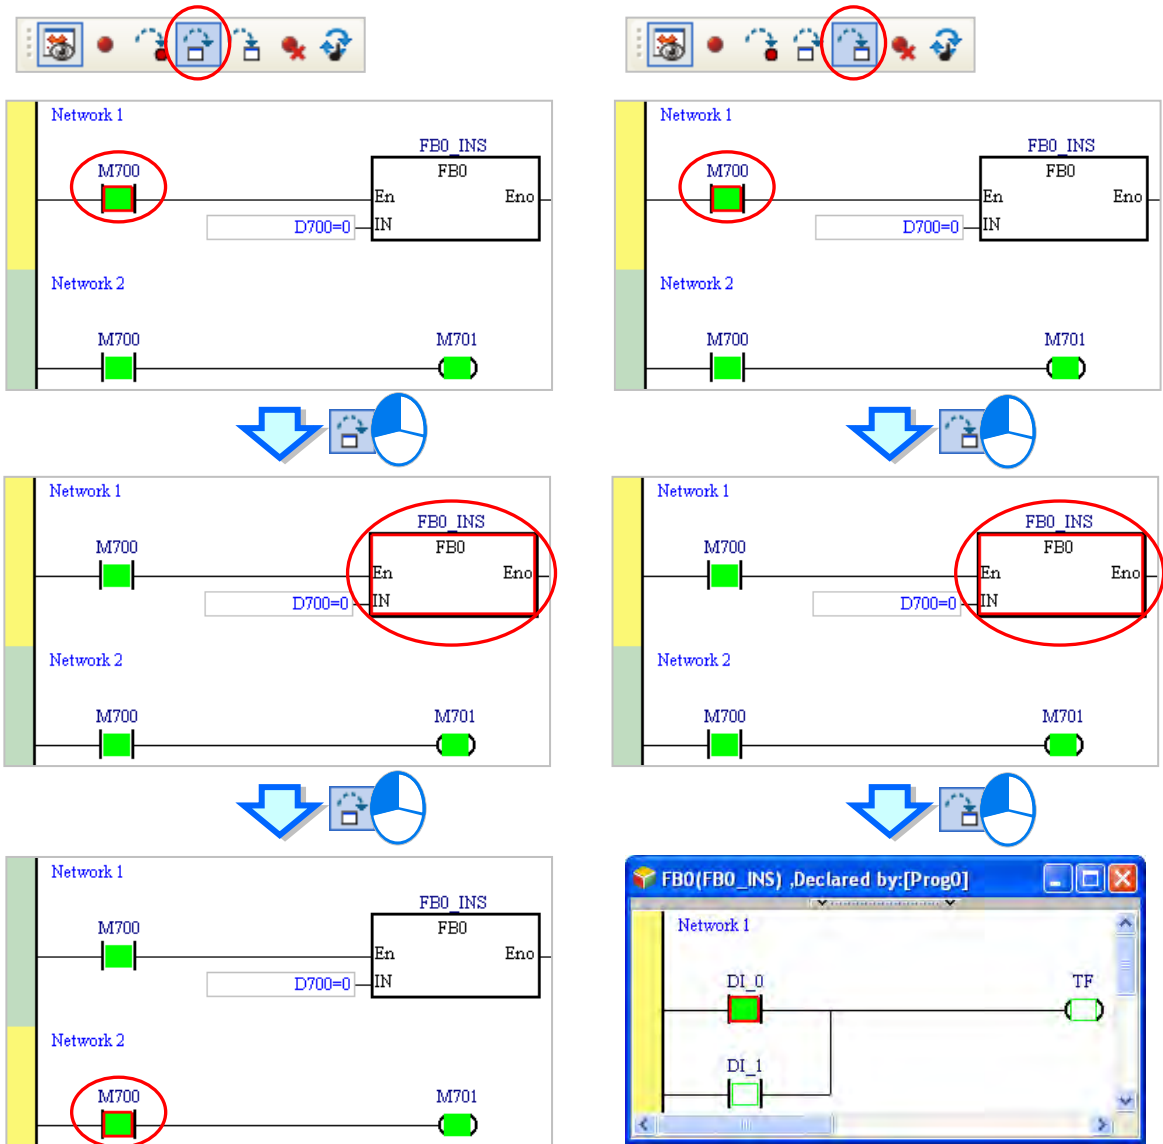 Network 1
FB0_INS
M700
FB0
En
Eno
D700=0
IN
Network 2
M700
M701
Network 1
FB0_INS
M700
FB0
En
Eno
D700=0
IN
Network 2
M700
M701
Network 1
FB0_INS
M700
FB0
En
Eno
D700=0
IN
Network 2
M700
M701
Network 1
FB0_INS
M700
FB0
En
Eno
D700=0
IN
Network 2
M700
M701
Network 1
FB0_INS
M700
FB0
En
Eno
D700=0
IN
Network 2
M700
M701
FB0(FB0_INS) ,Declared by:[Prog0]
Network 1
DI_0
TF
DI_1